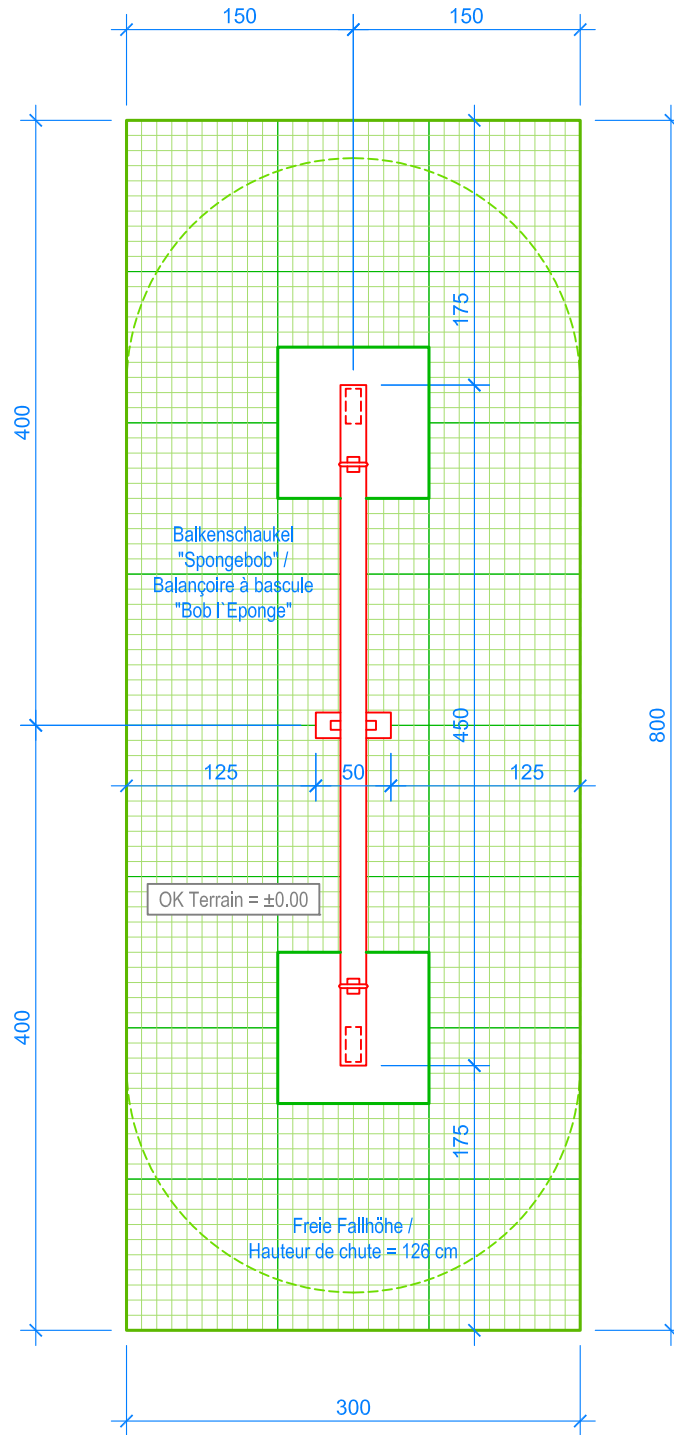 150
150
175
400
Balkenschaukel
"Spongebob" /
Balançoire à bascule
"Bob l`Eponge"
450
800
125
50
125
OK Terrain = ±0.00
400
175
Freie Fallhöhe /
Hauteur de chute = 126 cm
300